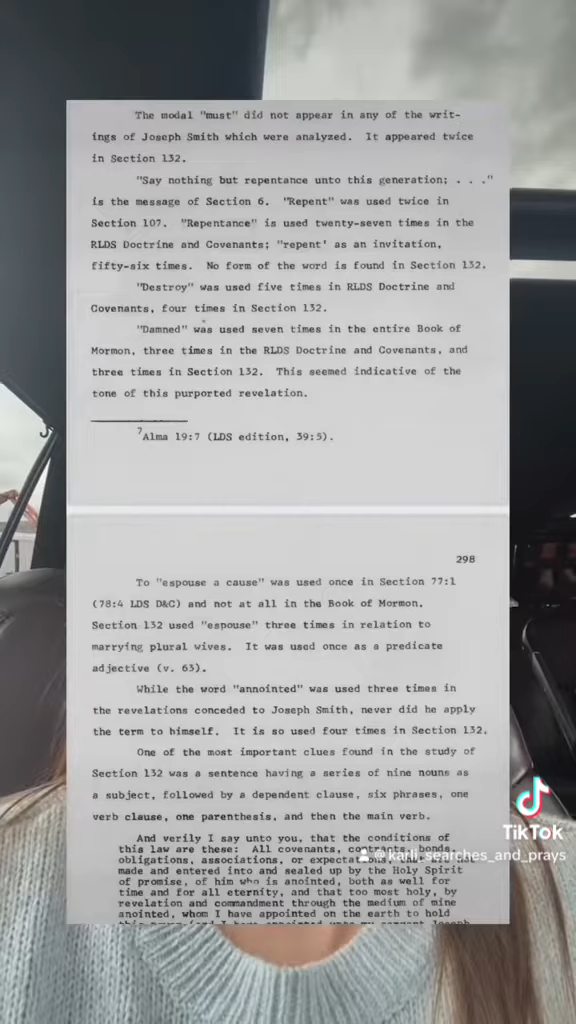 The modal "must" did not appear in any of the writ-
ings of Joseph Smith which were analyzed. It appeared twice
in Section 132.
"Say nothing but repentance unto this generation; . . ."
is the message of Section 6. "Repent" was used twice in
Section 107. "Repentance" is used twenty-seven times in the
RLDS Doctrine and Covenants; "repent' as an invitation,
fifty-six times. No form of the word is found in Section 132.
"Destroy" was used five times in RLDS Doctrine and
Covenants, four times in Section 132.
"Damned" was used seven times in the entire Book of
Mormon, three times in the RLDS Doctrine and Covenants, and
three times in Section 132. This seemed indicative of the
tone of this purported revelation.
7Alma 19:7 (LDS edition, 39:5).
298
To "espouse a cause" was used once in Section 77:1
(78:4 LDS D&C) and not at all in the Book of Mormon.
Section 132 used "espouse" three times in relation to
marrying plural wives. It was used once as a predicate
adjective (v. 63).
While the word "annointed" was used three times in
the revelations conceded to Joseph Smith, never did he apply
the term to himself. It is so used four times in Section 132.
One of the most important clues found in the study of
Section 132 was a sentence having a series of nine nouns as
a subject, followed by a dependent clause, six phrases, one
verb clause, one parenthesis, and then the main verb.
And verily I say unto you, that the conditions of
this law are these: All covenants, contracts, bonds,
obligations, associations, or
made and entered into and sealed up by the Holy Spirit
of promise, of him who is anointed, both as well for
time and for all eternity, and that too most holy, by
revelation and commandment through the medium of mine
anointed, whom I have appointed on the earth to hold
TikTok
@karli_searches_and_prays